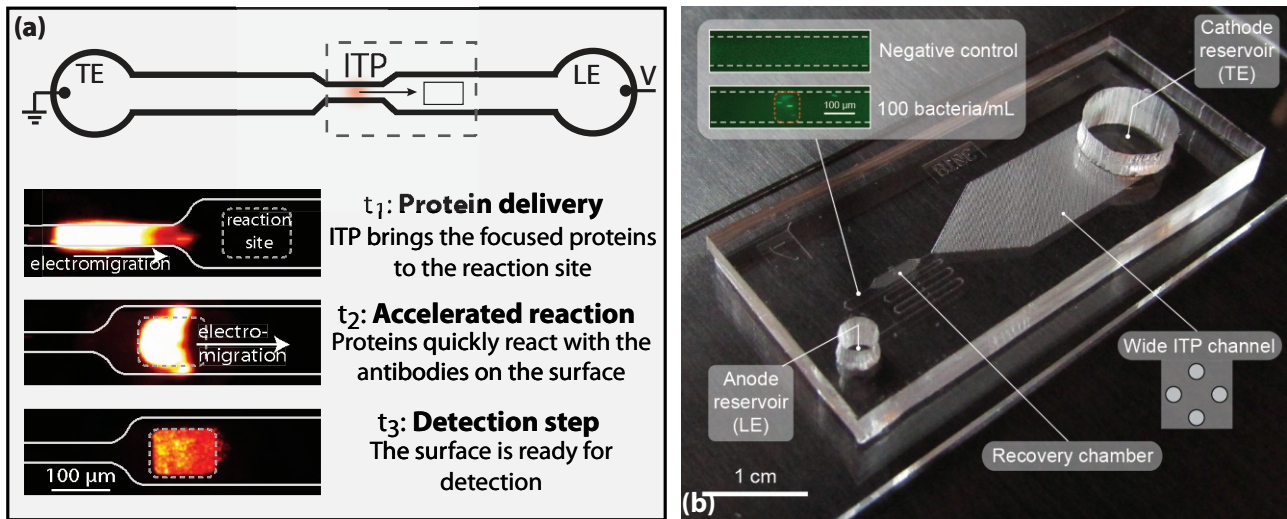 (a)
TE
ITP
LE
V
reaction
site
electromigration
t1: Protein delivery
ITP brings the focused proteins
to the reaction site
electro-
migration
t2: Accelerated reaction
Proteins quickly react with the
antibodies on the surface
100 µm
t3: Detection step
The surface is ready for
detection
(b)
Negative control
100 µm
100 bacteria/mL
Cathode
reservoir
(TE)
Wide ITP channel
Anode
reservoir
(LE)
Recovery chamber
1 cm